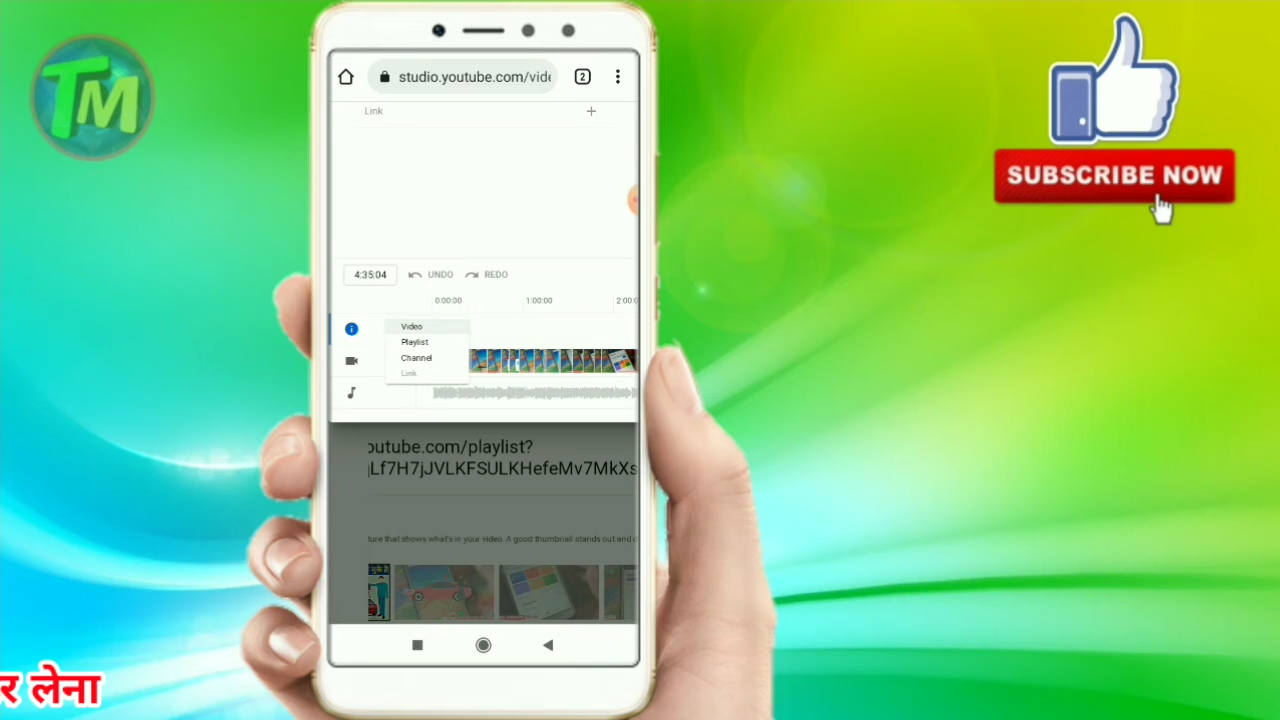 TM
studio.youtube.com/vide
2
Link
SUBSCRIBE NOW
4:35:04 UNDO REDO
0:00:00 1:00:00 2:00:0
Video
Playlist
Channel
Link
outube.com/playlist?
Lf7H7jJVLKFSULKHefeMv7MkXs
ture that shows what's in your video. A good thumbnail stands out and d
र लेना